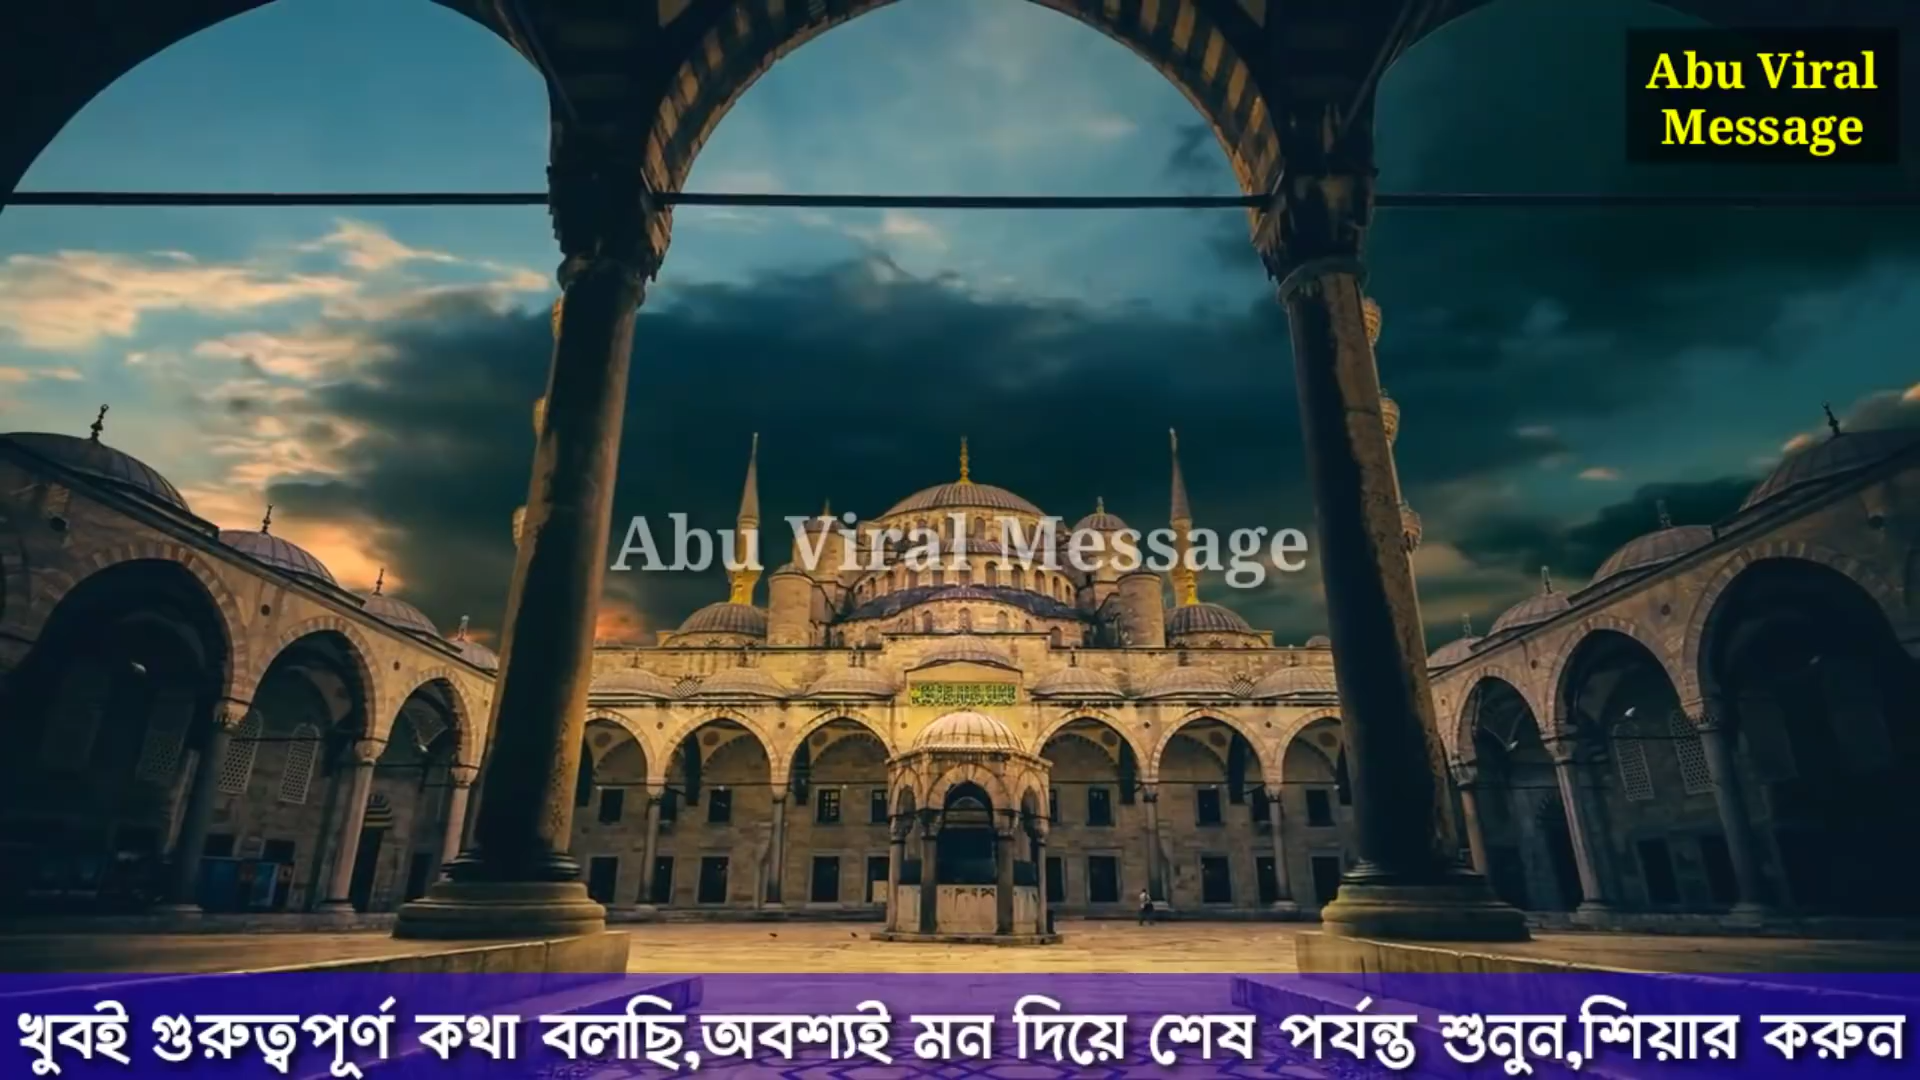 Abu Viral
Message
Abu Viral Message
খুবই গুরুত্বপূর্ণ কথা বলছি,অবশ্যই মন দিয়ে শেষ পর্যন্ত শুনুন,শিয়ার করুন